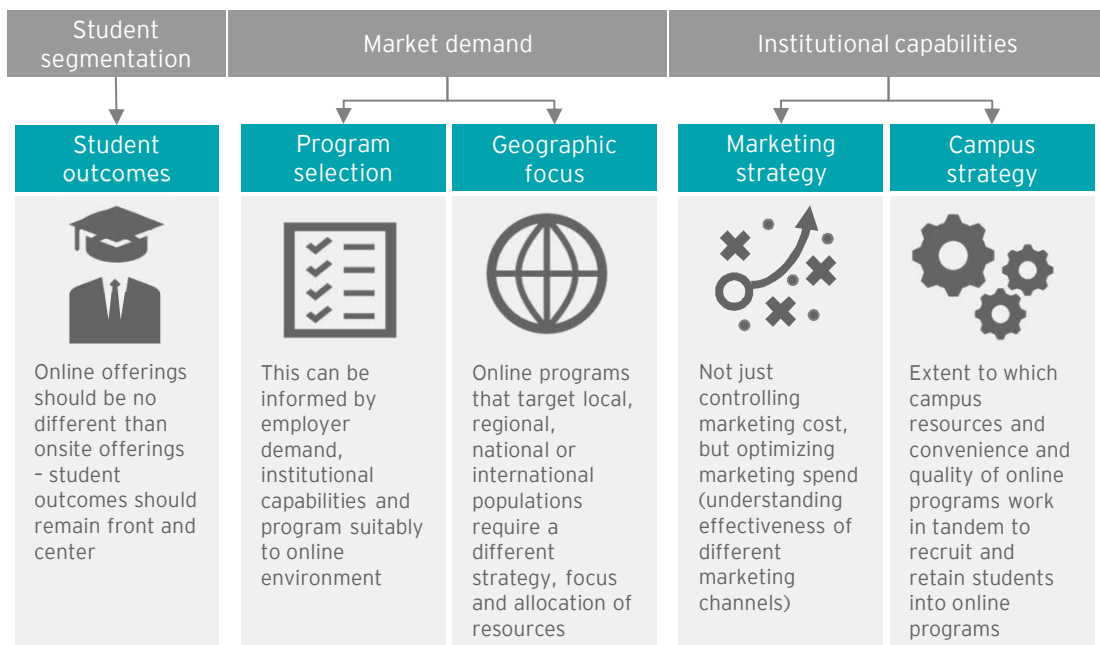 Student
segmentation
Market demand
Institutional capabilities
Student
outcomes
Program
selection
Geographic
focus
Marketing
strategy
Campus
strategy
Online offerings
should be no
different than
onsite offerings
– student
outcomes should
remain front and
center
This can be
informed by
employer
demand,
institutional
capabilities and
program suitably
to online
environment
Online programs
that target local,
regional,
national or
international
populations
require a
different
strategy, focus
and allocation of
resources
Not just
controlling
marketing cost,
but optimizing
marketing spend
(understanding
effectiveness of
different
marketing
channels)
Extent to which
campus
resources and
convenience and
quality of online
programs work
in tandem to
recruit and
retain students
into online
programs